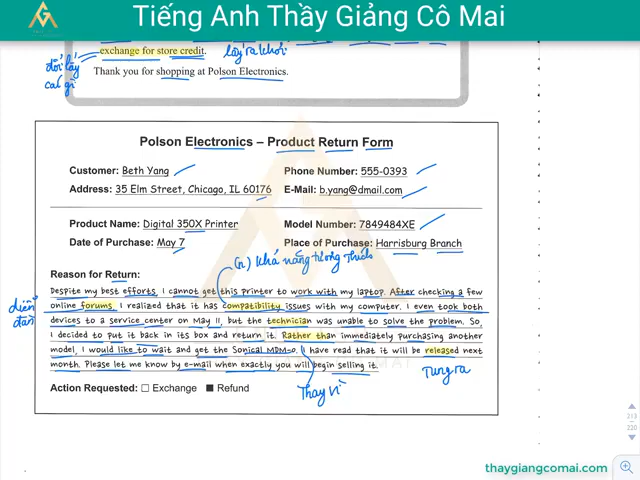 Tiếng Anh Thầy Giảng Cô Mai
exchange for store credit. lấy ra khỏi
đổi lấy
cái gì
Thank you for shopping at Polson Electronics.
Polson Electronics – Product Return Form
Customer: Beth Yang Phone Number: 555-0393
Address: 35 Elm Street, Chicago, IL 60176 E-Mail: b.yang@dmail.com
Product Name: Digital 350X Printer Model Number: 7849484XE
Date of Purchase: May 7 Place of Purchase: Harrisburg Branch
(n) khả năng tương thích
Reason for Return:
Despite my best efforts, I cannot get this printer to work with my laptop. After checking a few
diễn đàn
online forums, I realized that it has compatibility issues with my computer. I even took both
devices to a service center on May 11, but the technician was unable to solve the problem. So,
I decided to put it back in its box and return it. Rather than immediately purchasing another
model, I would like to wait and get the Sonical MDM-0. I have read that it will be released next
month. Please let me know by e-mail when exactly you will begin selling it.
Tung ra
Action Requested: □ Exchange ■ Refund
Thay vì
213
220
thaygiangcomai.com